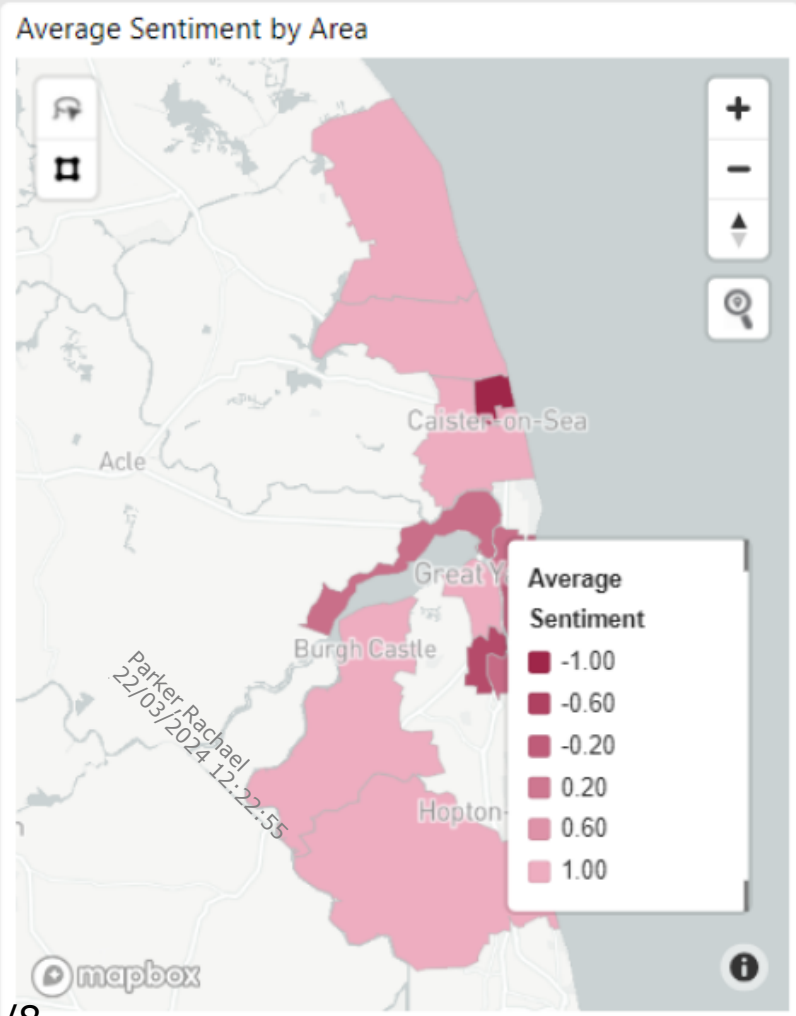 Average Sentiment by Area
Caister-on-Sea
Acle
Great Y
Average
Sentiment
-1.00
-0.60
-0.20
0.20
0.60
1.00
Burgh Castle
Parker, Rachael
22/03/2024 12:22:55
Hopton-
n
mapbox
/8